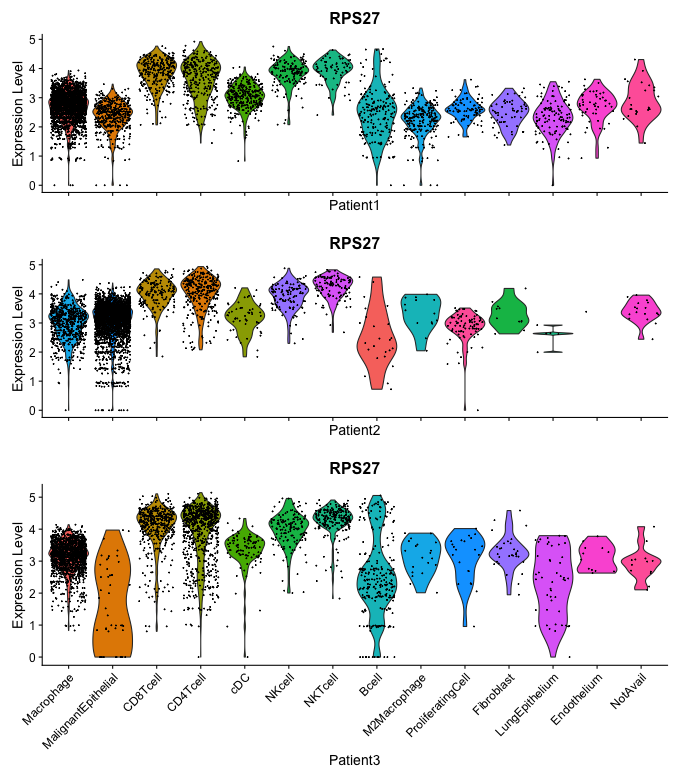 RPS27
Expression Level
5
4
3
2
1
0
Patient1
RPS27
Expression Level
5
4
3
2
1
0
Patient2
RPS27
Expression Level
5
4
3
2
1
0
Macrophage
MalignantEpithelial
CD8Tcell
CD4Tcell
cDC
NKcell
NKTcell
Bcell
M2Macrophage
ProliferatingCell
Fibroblast
LungEpithelium
Endothelium
NotAvail
Patient3